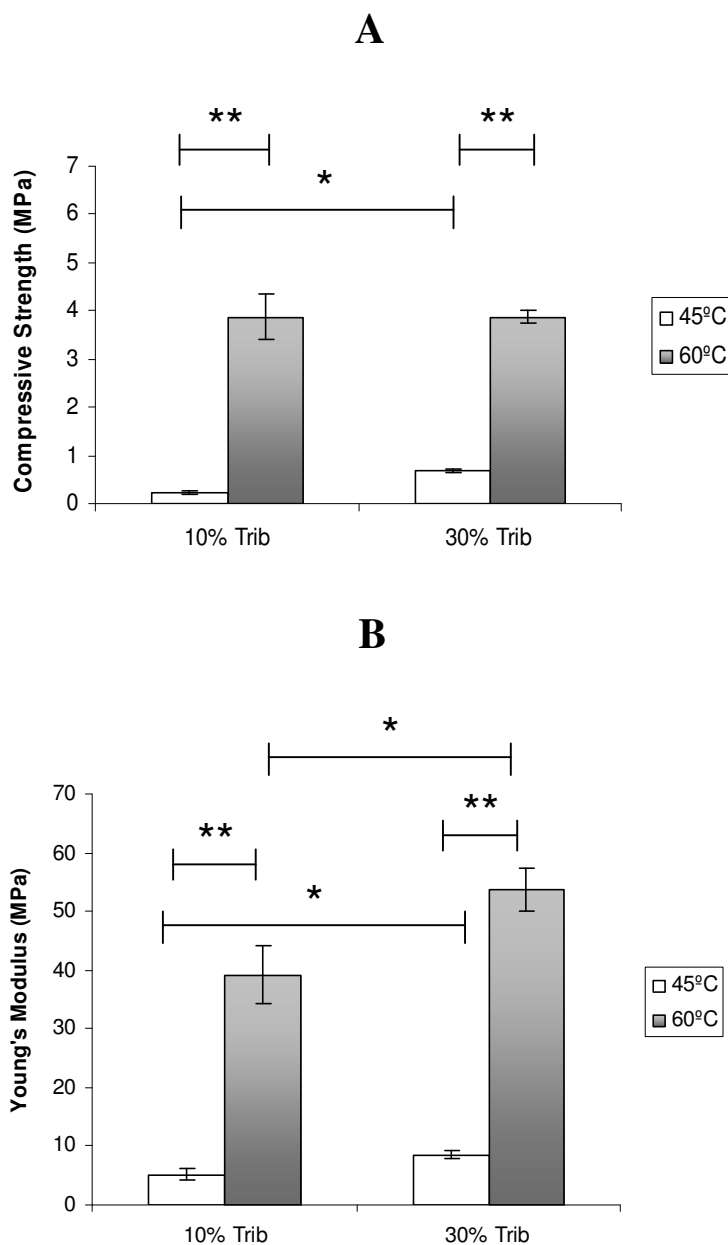 A
** **
*
Compressive Strength (MPa)
7
6
5
4
3
2
1
0
10% Trib 30% Trib
45ºC
60ºC
B
*
**
**
*
Young's Modulus (MPa)
70
60
50
40
30
20
10
0
10% Trib 30% Trib
45ºC
60ºC